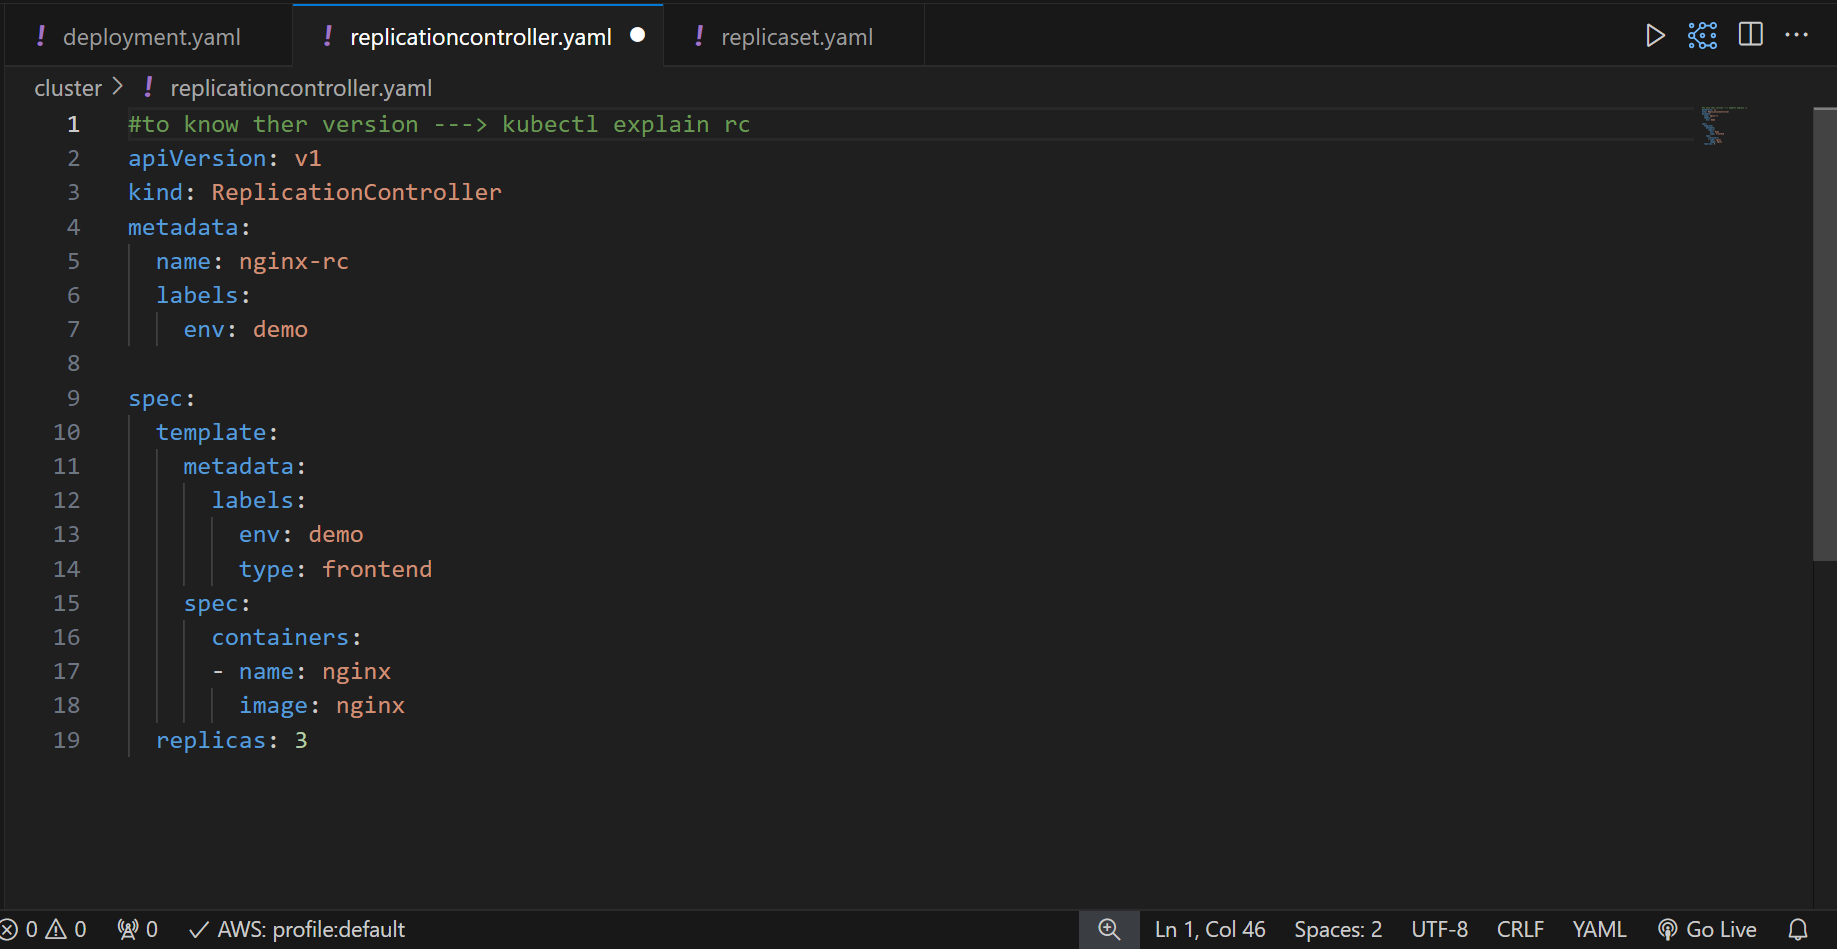 ! deployment.yaml ! replicationcontroller.yaml ● ! replicaset.yaml ...
cluster > ! replicationcontroller.yaml
1 #to know ther version ---> kubectl explain rc
2 apiVersion: v1
3 kind: ReplicationController
4 metadata:
5   name: nginx-rc
6   labels:
7     env: demo
8
9 spec:
10   template:
11     metadata:
12       labels:
13         env: demo
14         type: frontend
15     spec:
16       containers:
17       - name: nginx
18         image: nginx
19   replicas: 3
0 0 0 AWS: profile:default Ln 1, Col 46 Spaces: 2 UTF-8 CRLF YAML Go Live